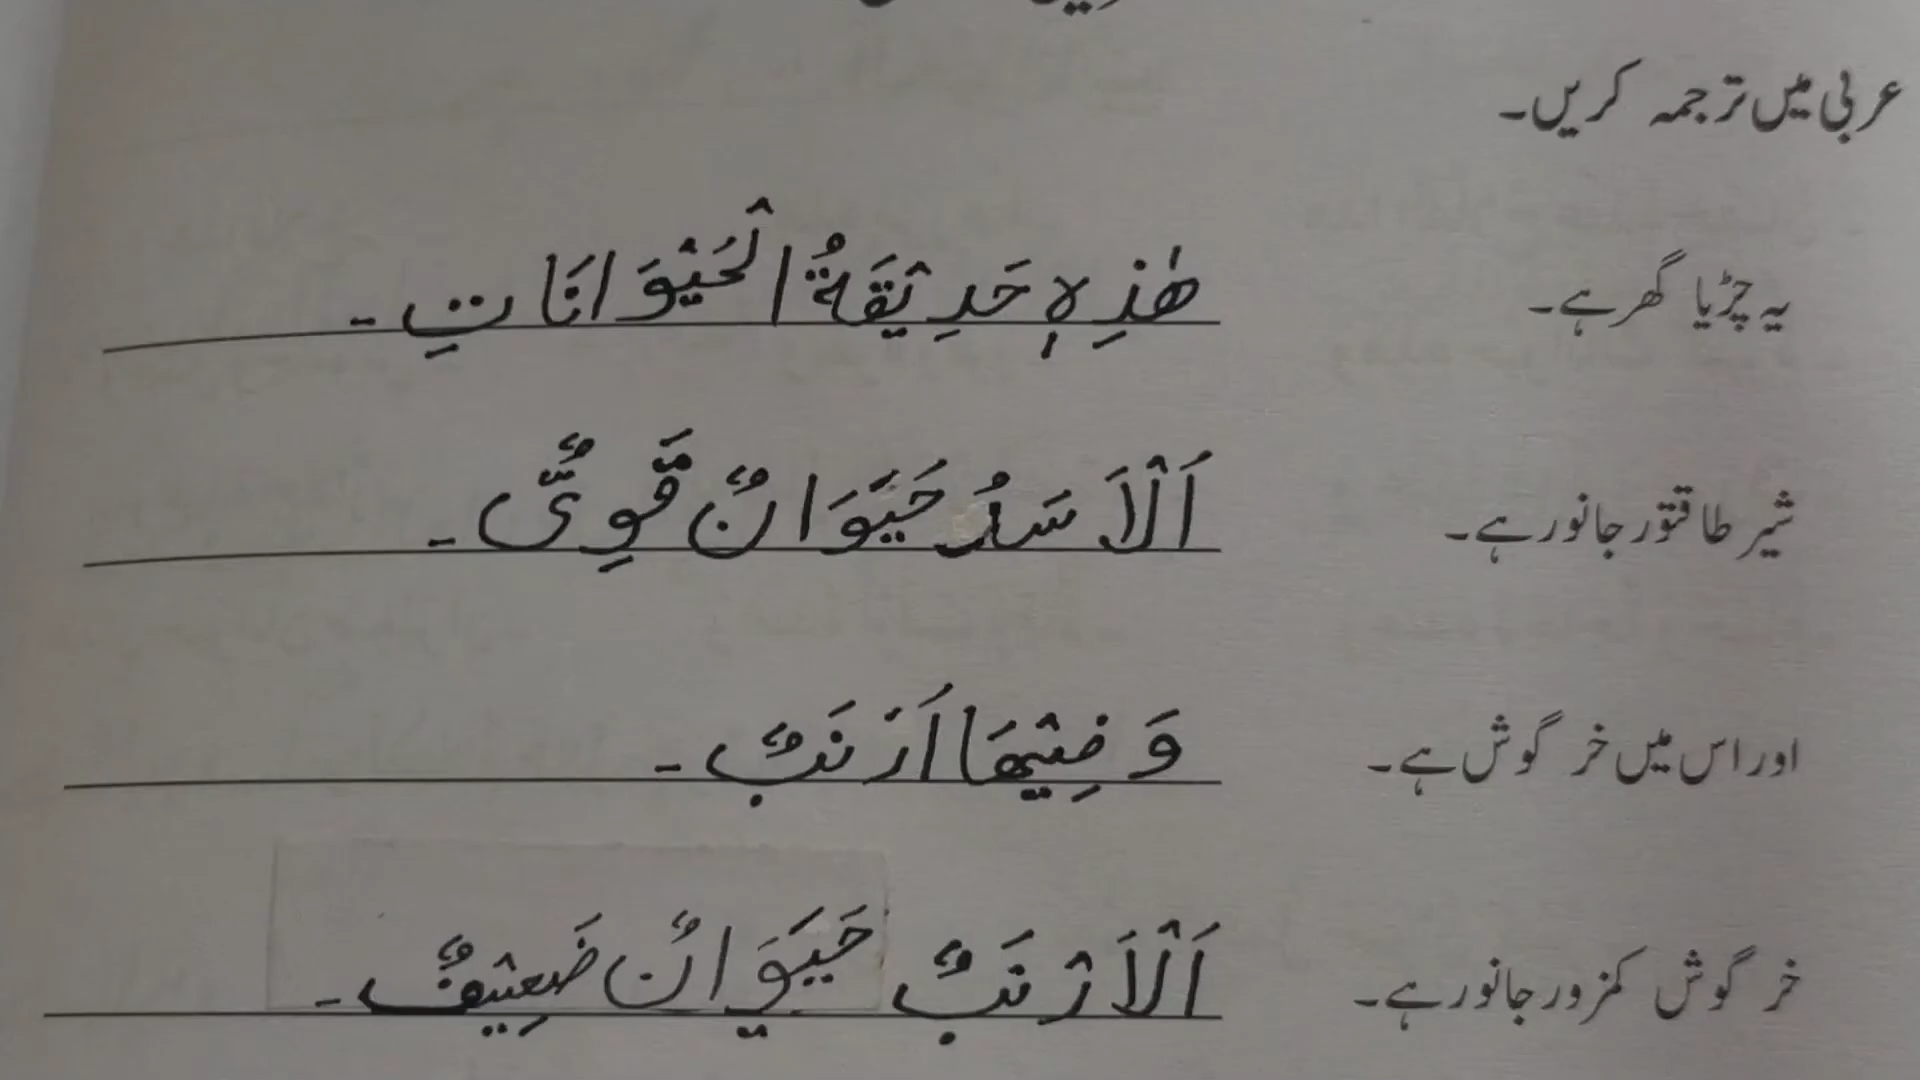 عربی میں ترجمہ کریں۔
یہ چڑیا گھر ہے۔ هٰذِهٖ حَدِيْقَةُ الْحَيْوَانَاتِ۔
شیر طاقتور جانور ہے۔ اَلْاَسَدُ حَيَوَانٌ قَّوِىٌّ۔
اور اس میں خرگوش ہے۔ وَ فِيْهَا اَرْنَبٌ۔
خرگوش کمزور جانور ہے۔ اَلْاَرْنَبٌ حَيَوَانٌ ضَعِيْفٌ۔